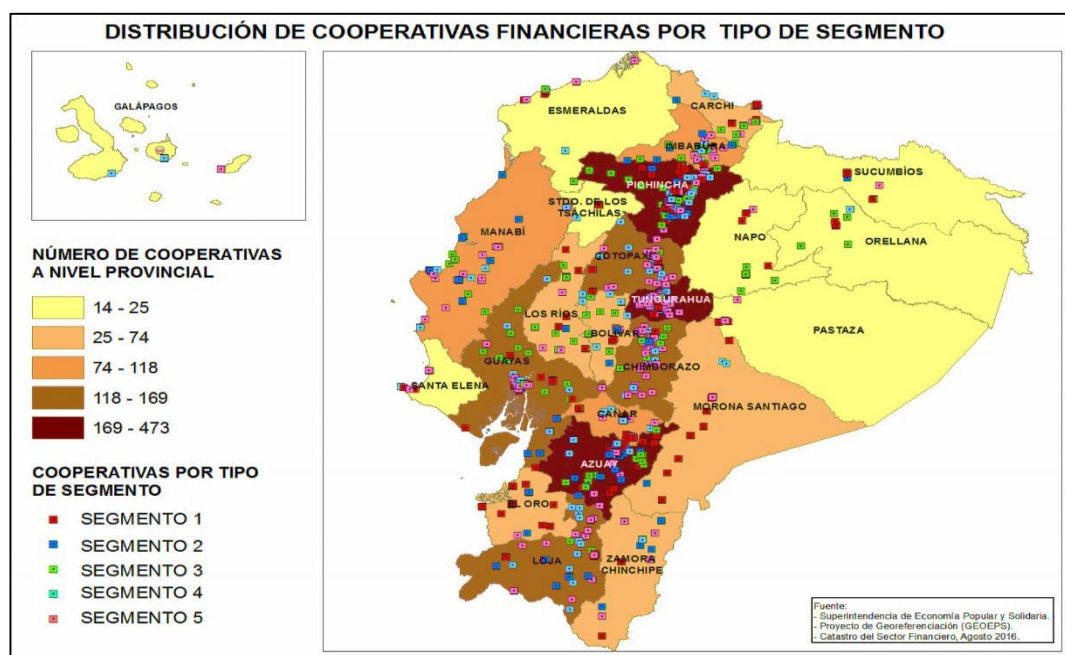 DISTRIBUCIÓN DE COOPERATIVAS FINANCIERAS POR TIPO DE SEGMENTO
GALÁPAGOS
ESMERALDAS
CARCHI
IMBABURA
SUCUMBÍOS
PICHINCHA
STDO. DE LOS
TSÁCHILAS
NAPO
ORELLANA
MANABÍ
COTOPAXI
TUNGURAHUA
PASTAZA
LOS RÍOS
BOLIVAR
GUAYAS
CHIMBORAZO
SANTA ELENA
MORONA SANTIAGO
CAÑAR
AZUAY
EL ORO
LOJA
ZAMORA
CHINCHIPE
NÚMERO DE COOPERATIVAS
A NIVEL PROVINCIAL
14 - 25
25 - 74
74 - 118
118 - 169
169 - 473
COOPERATIVAS POR TIPO
DE SEGMENTO
SEGMENTO 1
SEGMENTO 2
SEGMENTO 3
SEGMENTO 4
SEGMENTO 5
Fuente:
- Superintendencia de Economía Popular y Solidaria.
- Proyecto de Georeferenciación (GEOEPS).
- Catastro del Sector Financiero, Agosto 2016.